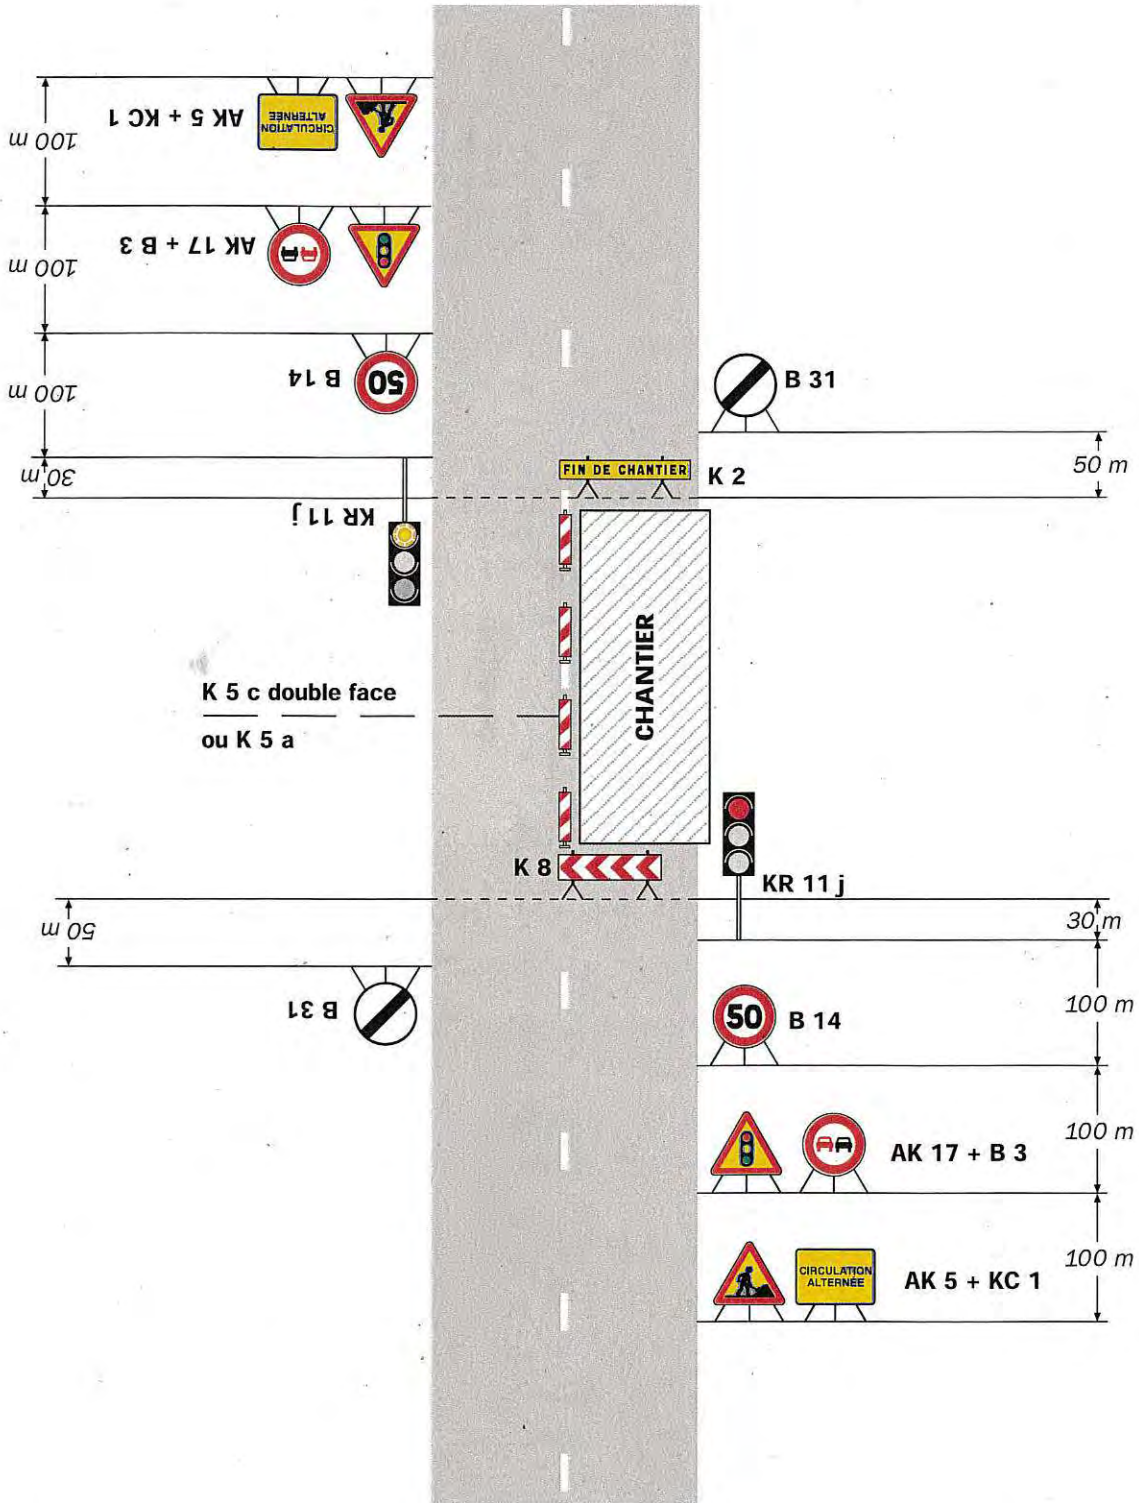 100 m
AK 5 + KC 1
CIRCULATION
ALTERNÉE
100 m
AK 17 + B 3
100 m
B 14
50
B 31
30 m
50 m
FIN DE CHANTIER
K 2
KR 11 j
CHANTIER
K 5 c double face
ou K 5 a
K 8
KR 11 j
50 m
30 m
B 31
50
B 14
100 m
AK 17 + B 3
100 m
CIRCULATION
ALTERNÉE
AK 5 + KC 1
100 m